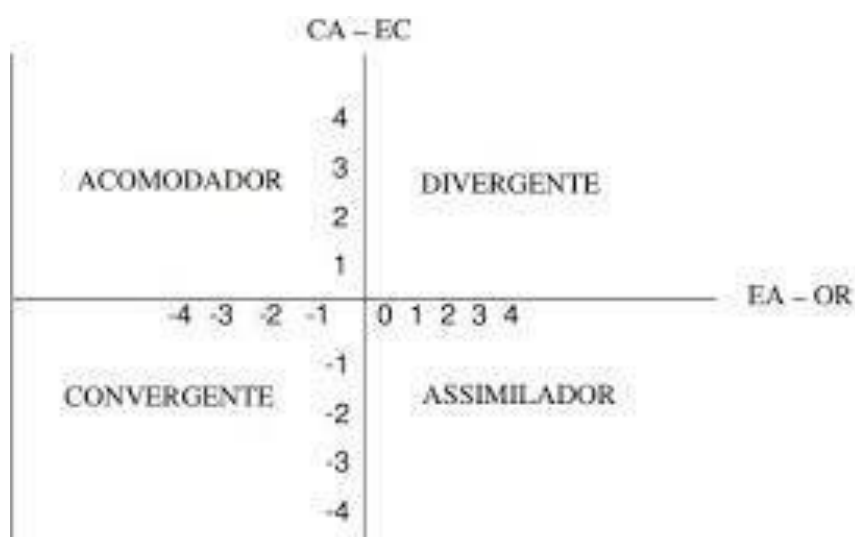 CA – EC
4
3
ACOMODADOR DIVERGENTE
2
1
EA – OR
-4 -3 -2 -1 0 1 2 3 4
-1
CONVERGENTE ASSIMILADOR
-2
-3
-4